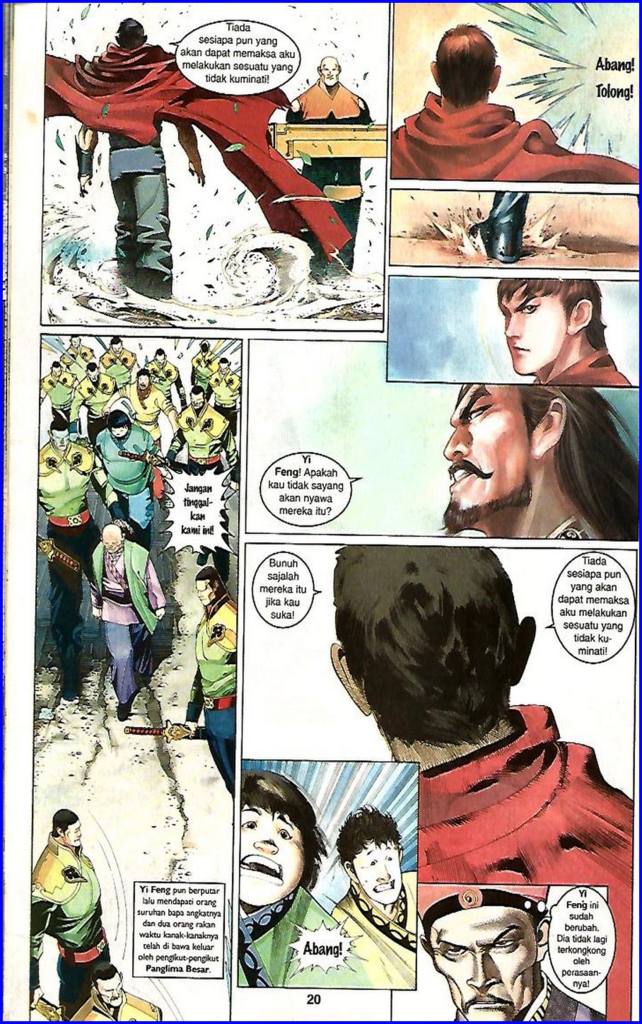 Tiada
sesiapa pun yang
akan dapat memaksa aku
melakukan sesuatu yang
tidak kuminati!
Abang!
Tolong!
Yi
Feng! Apakah
kau tidak sayang
akan nyawa
mereka itu?
Jangan
tinggal-
kan
kami ini!
Bunuh
sajalah
mereka itu
jika kau
suka!
Tiada
sesiapa pun
yang akan
dapat memaksa
aku melakukan
sesuatu yang
tidak ku-
minati!
Yi Feng pun berputar
lalu mendapati orang
suruhan bapa angkatnya
dan dua orang rakan
waktu kanak-kanaknya
telah di bawa keluar
oleh pengikut-pengikut
Panglima Besar.
Abang!
Yi
Feng ini
sudah
berubah.
Dia tidak lagi
terkongkong
oleh
perasaan-
nya!
20